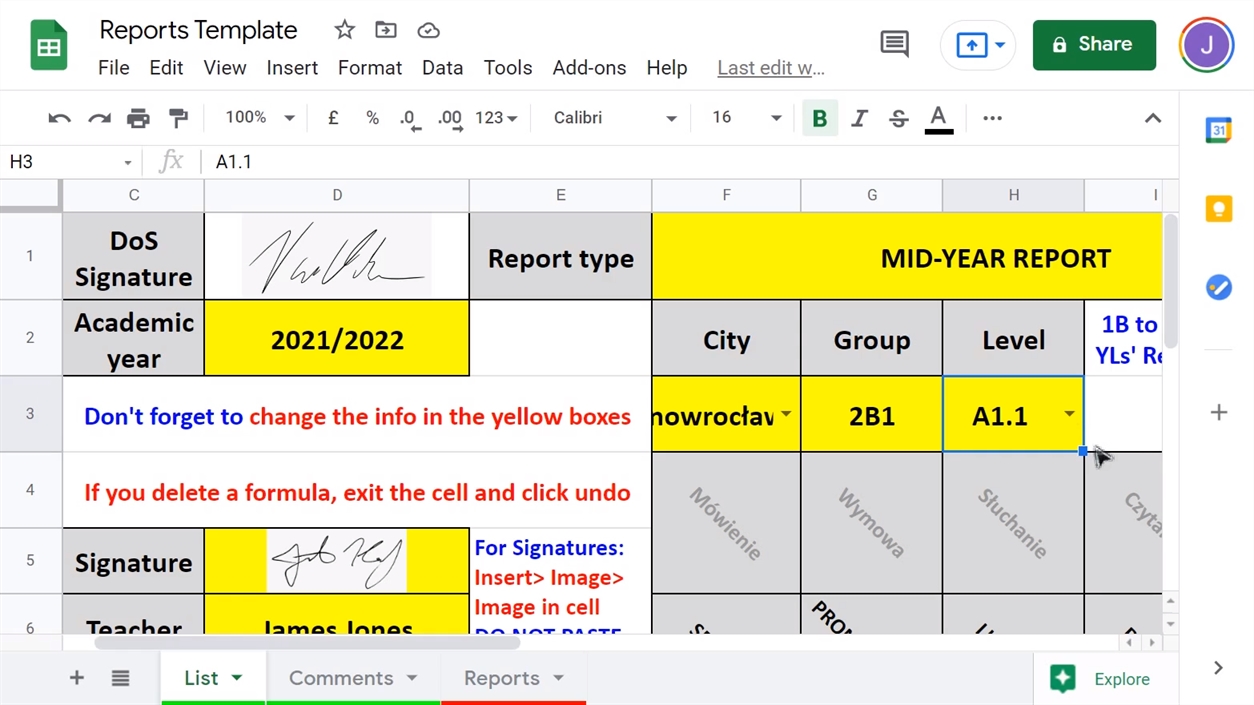 Reports Template
File Edit View Insert Format Data Tools Add-ons Help Last edit w...
Share
J
100% £ % .0 .00 123 Calibri 16 B I S A
31
H3 fx A1.1
C D E F G H I
1 DoS Signature Report type MID-YEAR REPORT
2 Academic year 2021/2022 City Group Level 1B to
YLs' Re
3 Don't forget to change the info in the yellow boxes nowrocław 2B1 A1.1
4 If you delete a formula, exit the cell and click undo Mówienie Wymowa Słuchanie Czyta
5 Signature For Signatures:
Insert> Image>
Image in cell
6 Teacher James Jones DO NOT PASTE PRON
List Comments Reports
Explore